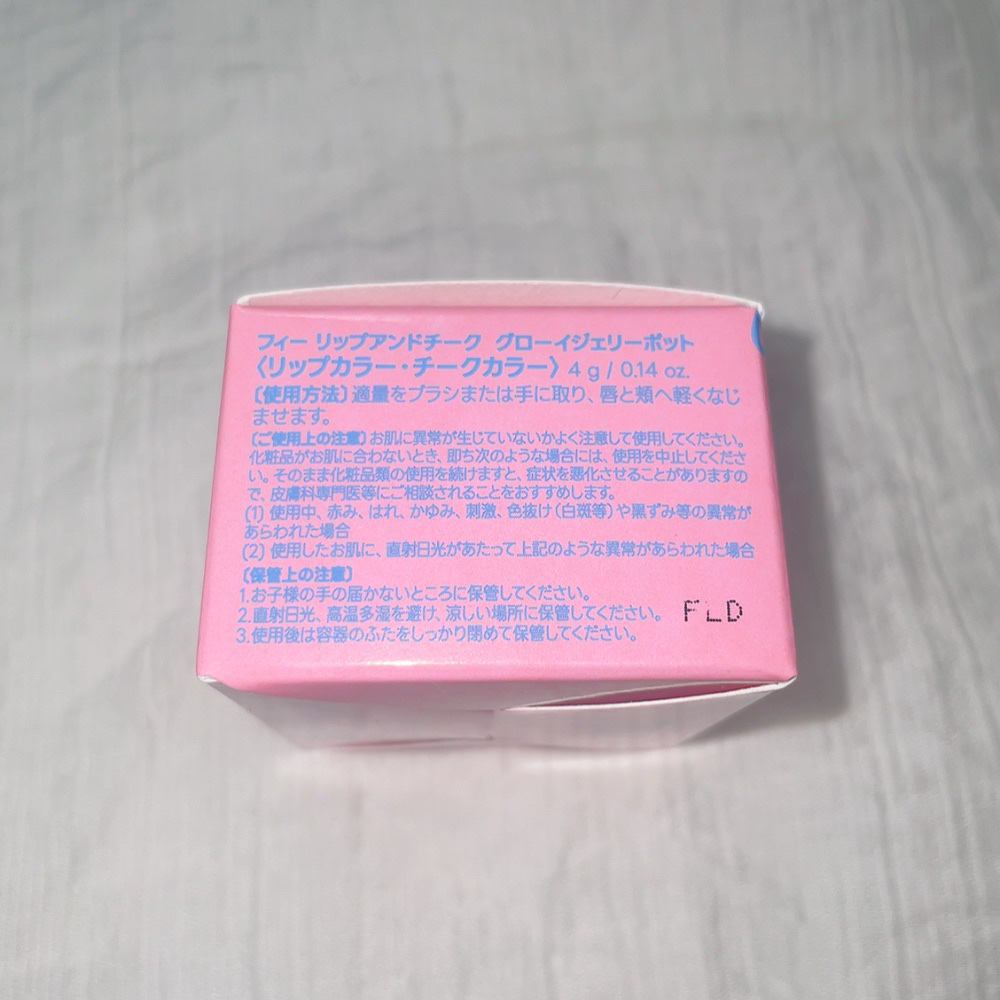 フィー リップアンドチーク グローイジェリーポット
〈リップカラー・チークカラー〉 4 g / 0.14 oz.
〔使用方法〕適量をブラシまたは手に取り、唇と頬へ軽くなじ
ませます。
〔ご使用上の注意〕お肌に異常が生じていないかよく注意して使用してください。
化粧品がお肌に合わないとき、即ち次のような場合には、使用を中止してくださ
い。そのまま化粧品類の使用を続けますと、症状を悪化させることがありますの
で、皮膚科専門医等にご相談されることをおすすめします。
(1) 使用中、赤み、はれ、かゆみ、刺激、色抜け(白斑等)や黒ずみ等の異常が
あらわれた場合
(2) 使用したお肌に、直射日光があたって上記のような異常があらわれた場合
〔保管上の注意〕
1.お子様の手の届かないところに保管してください。
2.直射日光、高温多湿を避け、涼しい場所に保管してください。
3.使用後は容器のふたをしっかり閉めて保管してください。
FLD